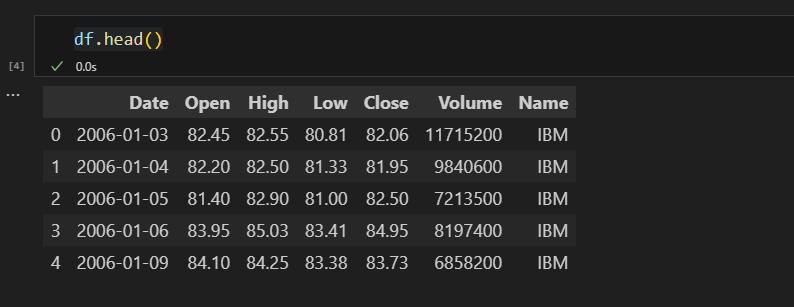 df.head()
[4]
0.0s
...
Date Open High Low Close Volume Name
0 2006-01-03 82.45 82.55 80.81 82.06 11715200 IBM
1 2006-01-04 82.20 82.50 81.33 81.95 9840600 IBM
2 2006-01-05 81.40 82.90 81.00 82.50 7213500 IBM
3 2006-01-06 83.95 85.03 83.41 84.95 8197400 IBM
4 2006-01-09 84.10 84.25 83.38 83.73 6858200 IBM